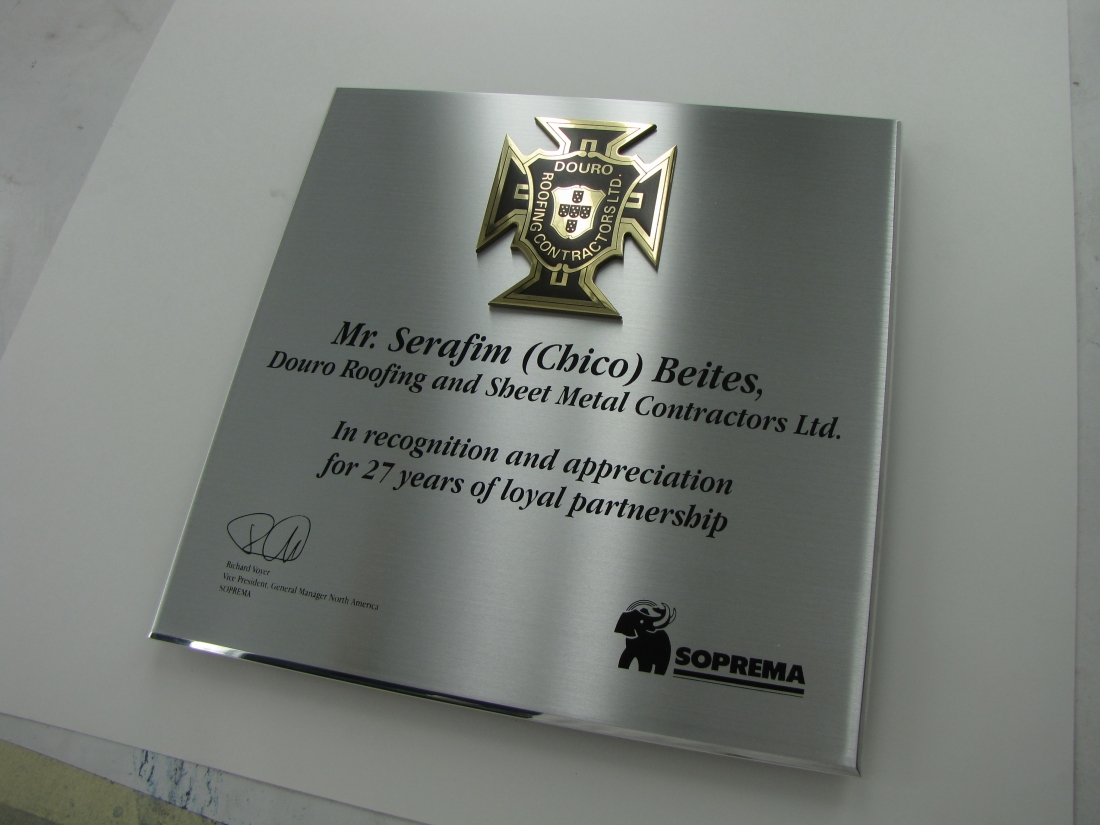 DOURO
ROOFING CONTRACTORS LTD.
Mr. Serafim (Chico) Beites,
Douro Roofing and Sheet Metal Contractors Ltd.
In recognition and appreciation
for 27 years of loyal partnership
Richard Voyer
Vice President, General Manager North America
SOPREMA
SOPREMA